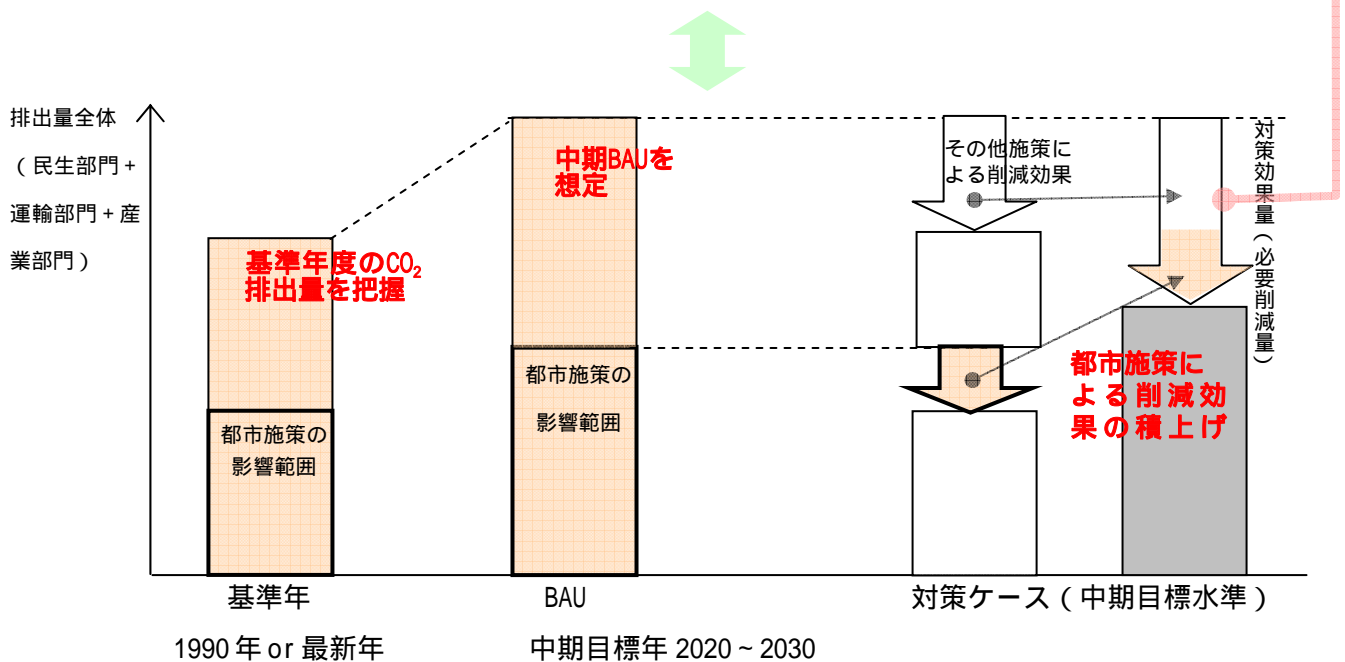 排出量全体
（民生部門＋
運輸部門＋産
業部門）
基準年度のCO₂
排出量を把握
都市施策の
影響範囲
中期BAUを
想定
都市施策の
影響範囲
その他施策に
よる削減効果
対策効果量（必要削減量）
都市施策に
よる削減効
果の積上げ
基準年
BAU
対策ケース（中期目標水準）
1990年or最新年
中期目標年 2020～2030